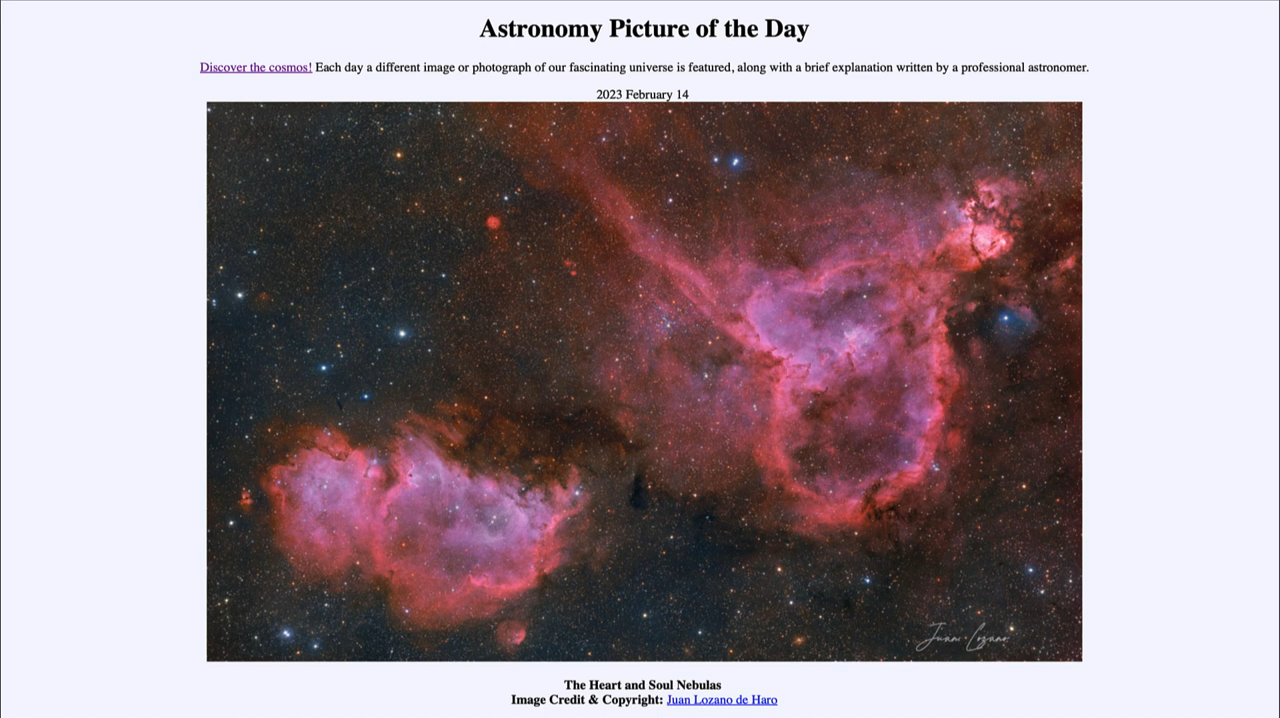 Astronomy Picture of the Day
Discover the cosmos! Each day a different image or photograph of our fascinating universe is featured, along with a brief explanation written by a professional astronomer.
2023 February 14
Juan Lozano
The Heart and Soul Nebulas
Image Credit & Copyright: Juan Lozano de Haro